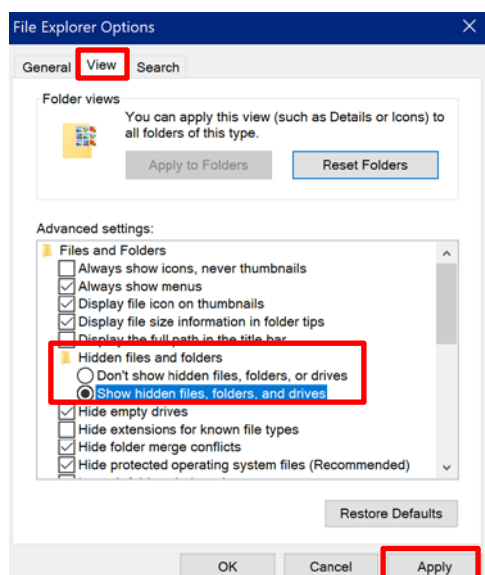 File Explorer Options
General View Search
Folder views
You can apply this view (such as Details or Icons) to
all folders of this type.
Apply to Folders Reset Folders
Advanced settings:
Files and Folders
Always show icons, never thumbnails
Always show menus
Display file icon on thumbnails
Display file size information in folder tips
Display the full path in the title bar
Hidden files and folders
Don't show hidden files, folders, or drives
Show hidden files, folders, and drives
Hide empty drives
Hide extensions for known file types
Hide folder merge conflicts
Hide protected operating system files (Recommended)
Restore Defaults
OK Cancel Apply